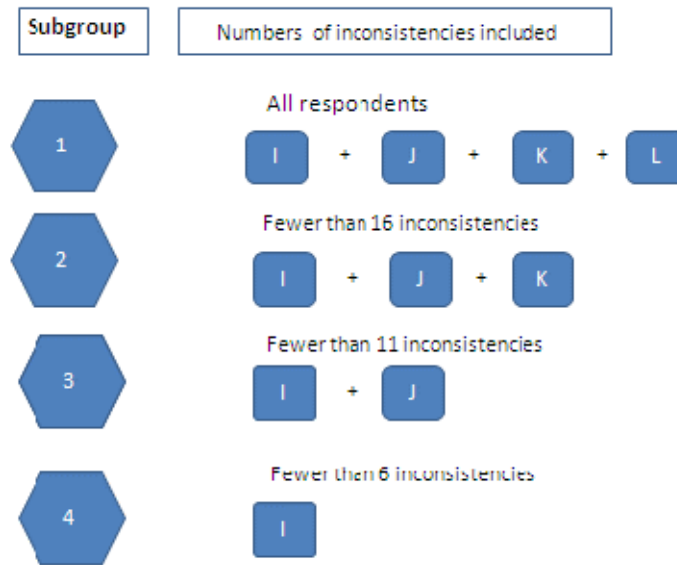 Subgroup Numbers of inconsistencies included
All respondents
1 I + J + K + L
Fewer than 16 inconsistencies
2 I + J + K
Fewer than 11 inconsistencies
3 I + J
Fewer than 6 inconsistencies
4 I